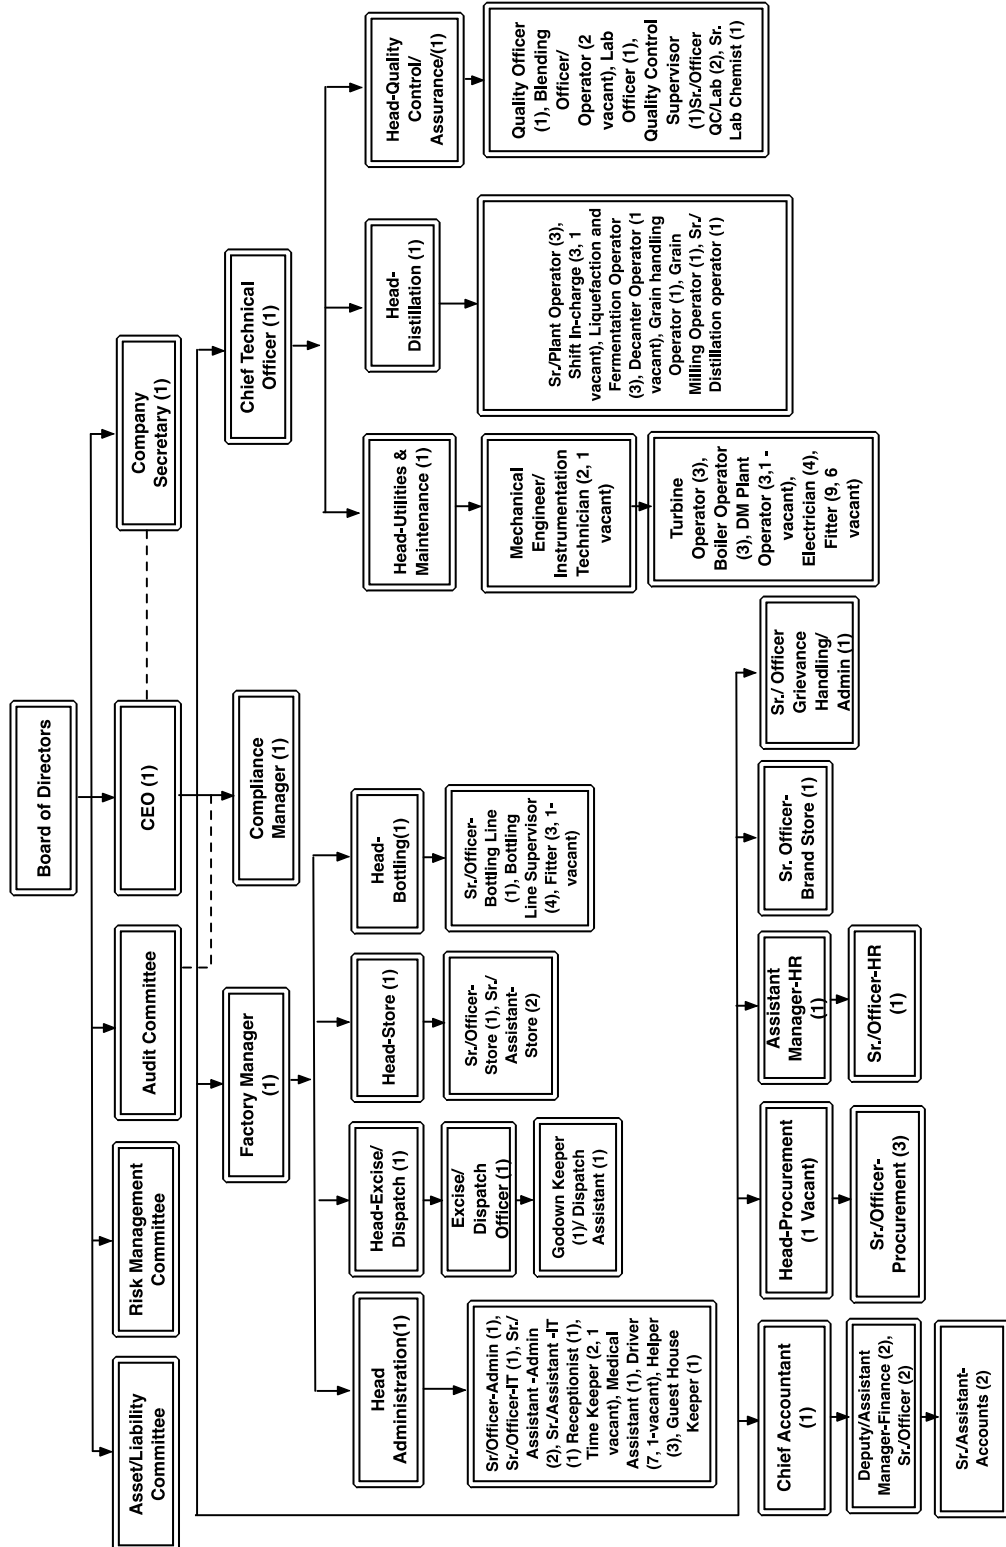 Board of Directors
Asset/Liability
Committee
Risk Management
Committee
Audit Committee
CEO (1)
Company
Secretary (1)
Factory Manager
(1)
Compliance
Manager (1)
Chief Technical
Officer (1)
Head
Administration(1)
Head-Excise/
Dispatch (1)
Head-Store (1)
Head-
Bottling(1)
Head-Utilities &
Maintenance (1)
Head-
Distillation (1)
Head-Quality
Control/
Assurance/(1)
Sr/Officer-Admin (1),
Sr./Officer-IT (1), Sr./
Assistant -Admin
(2), Sr./Assistant -IT
(1) Receptionist (1),
Time Keeper (2, 1
vacant), Medical
Assistant (1), Driver
(7, 1-vacant), Helper
(3), Guest House
Keeper (1)
Excise/
Dispatch
Officer (1)
Godown Keeper
(1)/ Dispatch
Assistant (1)
Sr./Officer-
Store (1), Sr./
Assistant-
Store (2)
Sr./Officer-
Bottling Line
(1), Bottling
Line Supervisor
(4), Fitter (3, 1-
vacant)
Mechanical
Engineer/
Instrumentation
Technician (2, 1
vacant)
Turbine
Operator (3),
Boiler Operator
(3), DM Plant
Operator (3,1 -
vacant),
Electrician (4),
Fitter (9, 6
vacant)
Sr./Plant Operator (3),
Shift In-charge (3, 1
vacant), Liquefaction and
Fermentation Operator
(3), Decanter Operator (1
vacant), Grain handling
Operator (1), Grain
Milling Operator (1), Sr./
Distillation operator (1)
Quality Officer
(1), Blending
Officer/
Operator (2
vacant), Lab
Officer (1),
Quality Control
Supervisor
(1)Sr./Officer
QC/Lab (2), Sr.
Lab Chemist (1)
Chief Accountant
(1)
Deputy/Assistant
Manager-Finance (2),
Sr./Officer (2)
Sr./Assistant-
Accounts (2)
Head-Procurement
(1 Vacant)
Sr./Officer-
Procurement (3)
Assistant
Manager-HR
(1)
Sr./Officer-HR
(1)
Sr. Officer-
Brand Store (1)
Sr./ Officer
Grievance
Handling/
Admin (1)